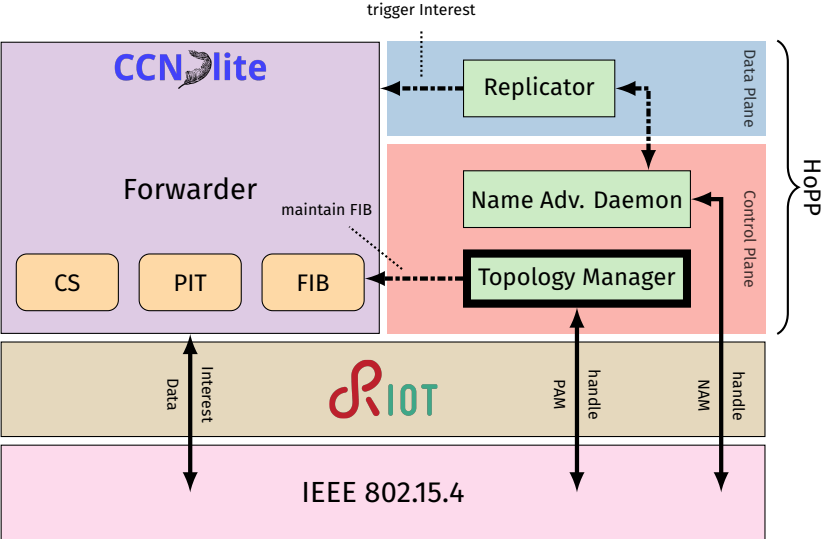 trigger Interest
CCN lite
Replicator
Data Plane
HoPP
Forwarder
Name Adv. Daemon
Control Plane
maintain FIB
CS
PIT
FIB
Topology Manager
Interest
Data
RIOT
handle
PAM
handle
NAM
IEEE 802.15.4